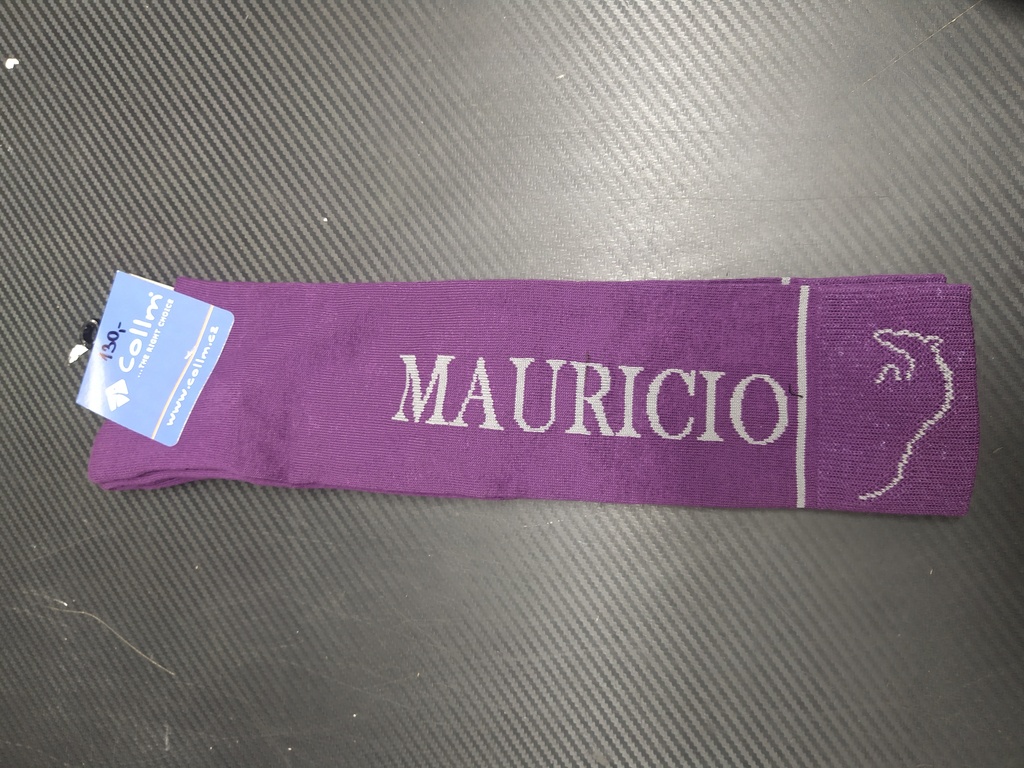 130,-
collm®
...THE RIGHT CHOICE
www.collm.cz
MAURICIO